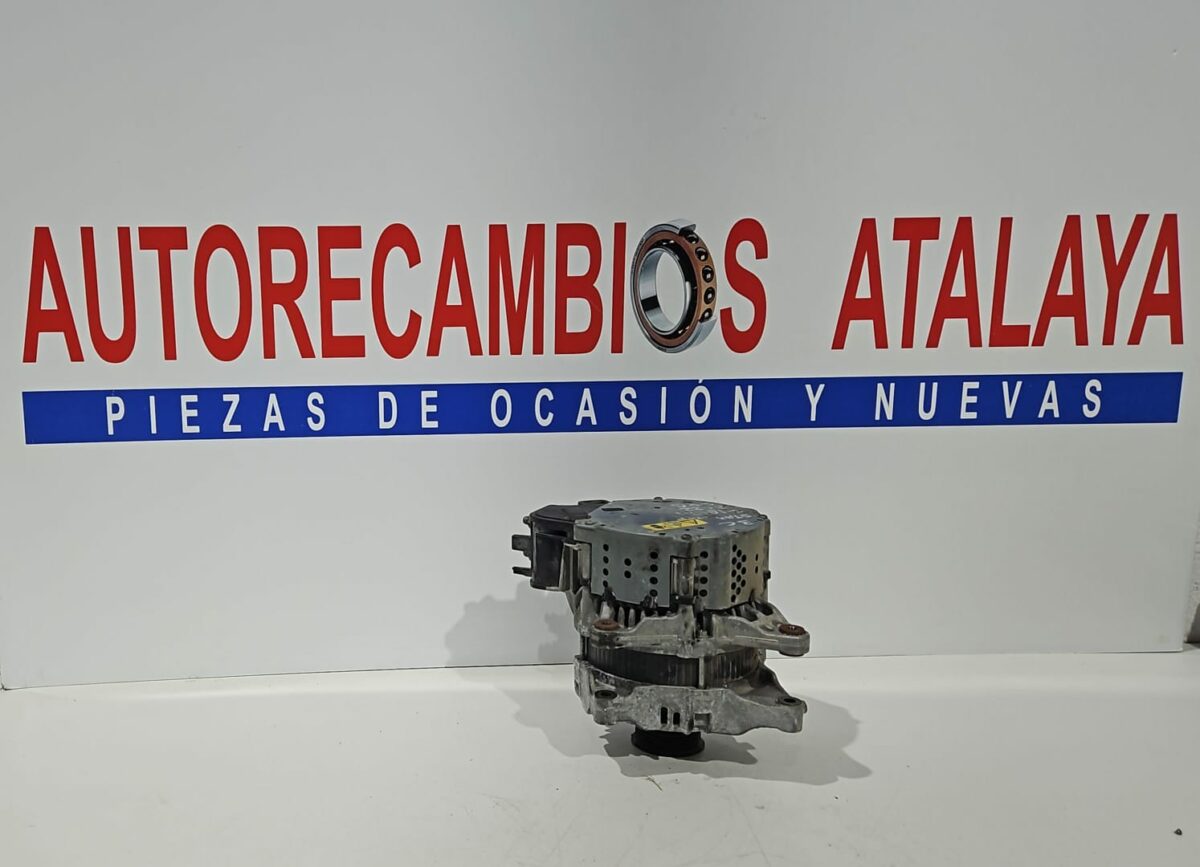 AUTORECAMBIOS ATALAYA
PIEZAS DE OCASIÓN Y NUEVAS